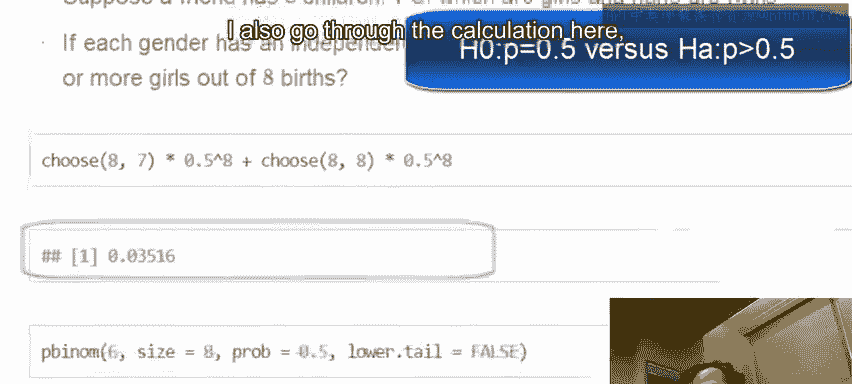 Suppose a friend has 8 children, 7 of which are girls and none are twins
I also go through the calculation here,
If each gender has an independent
H0:p=0.5 versus Ha:p>0.5
or more girls out of 8 births?
choose(8, 7) * 0.5^8 + choose(8, 8) * 0.5^8
## [1] 0.03516
pbinom(6, size = 8, prob = 0.5, lower.tail = FALSE)